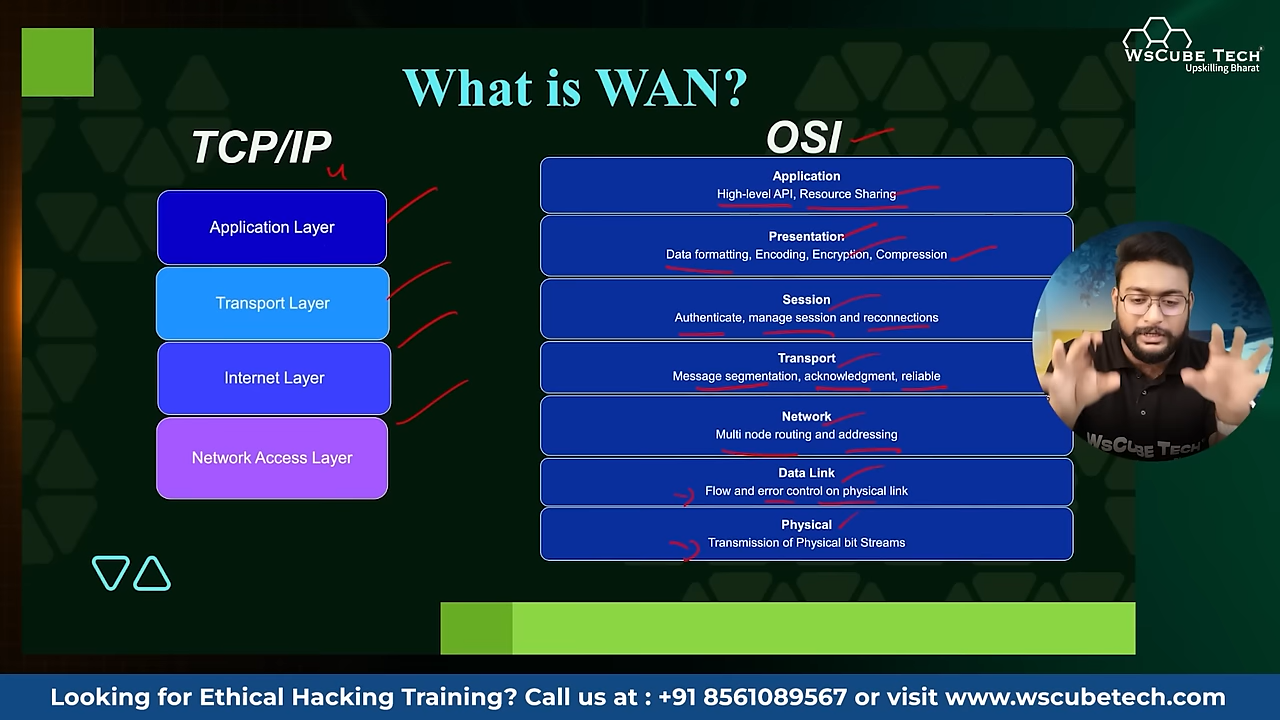 WsCube Tech
Upskilling Bharat
What is WAN?
TCP/IP
4
Application Layer
Transport Layer
Internet Layer
Network Access Layer
OSI
Application
High-level API, Resource Sharing
Presentation
Data formatting, Encoding, Encryption, Compression
Session
Authenticate, manage session and reconnections
Transport
Message segmentation, acknowledgment, reliable
Network
Multi node routing and addressing
Data Link
Flow and error control on physical link
Physical
Transmission of Physical bit Streams
WsCube Tech
Looking for Ethical Hacking Training? Call us at : +91 8561089567 or visit www.wscubetech.com